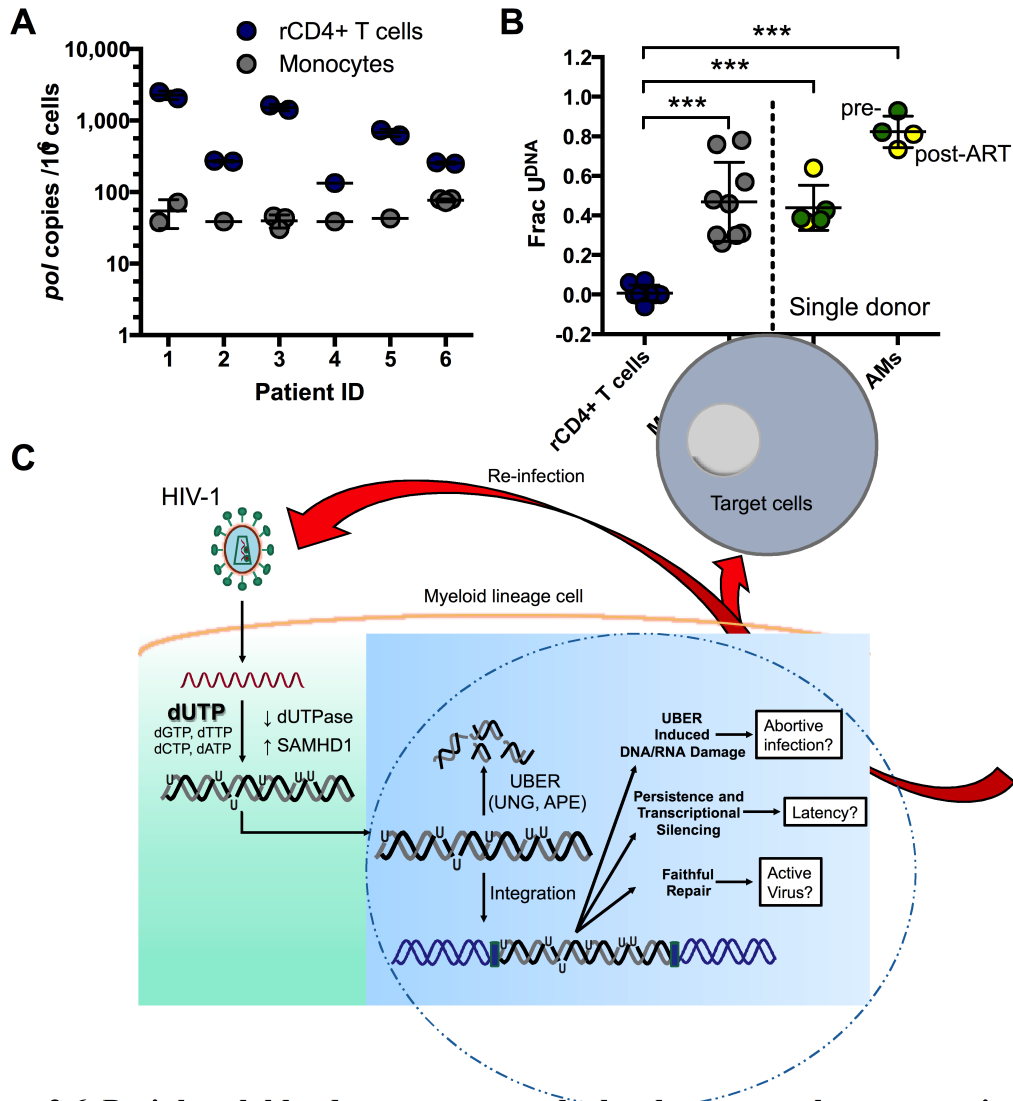 A
rCD4+ T cells
Monocytes
pol copies /10⁶ cells
10,000
1,000
100
10
1
1 2 3 4 5 6
Patient ID
B
***
***
***
Frac Uᴰᴺᴬ
1.2
1.0
0.8
0.6
0.4
0.2
0.0
-0.2
pre-
post-ART
Single donor
rCD4+ T cells
AMs
Target cells
C
Re-infection
HIV-1
Myeloid lineage cell
dUTP
dGTP, dTTP
dCTP, dATP
↓ dUTPase
↑ SAMHD1
U U U U U
U
UBER
(UNG, APE)
U U U U U
U
Integration
U U U U U
U
UBER
Induced
DNA/RNA Damage
Abortive
infection?
Persistence and
Transcriptional
Silencing
Latency?
Faithful
Repair
Active
Virus?